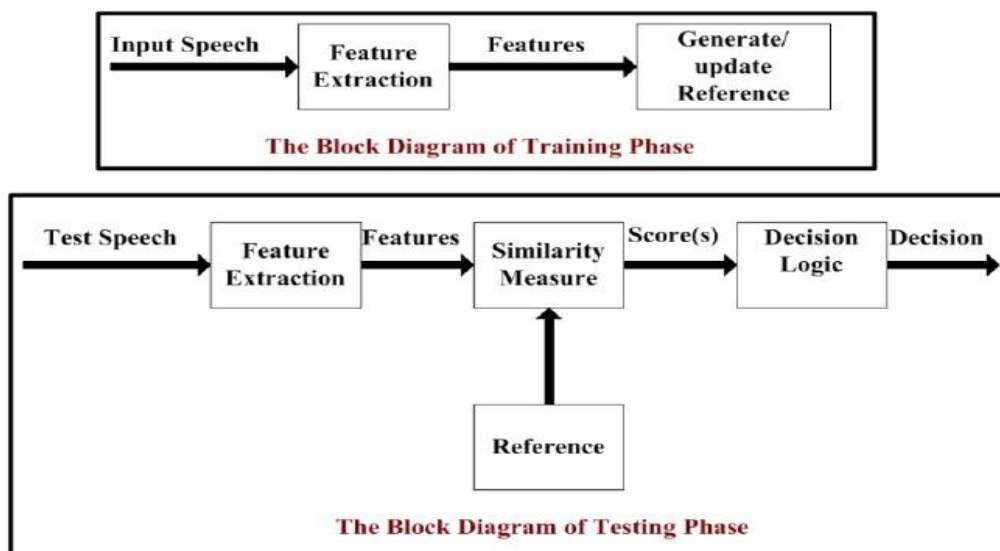 Input Speech
Feature
Extraction
Features
Generate/
update
Reference
The Block Diagram of Training Phase
Test Speech
Feature
Extraction
Features
Similarity
Measure
Score(s)
Decision
Logic
Decision
Reference
The Block Diagram of Testing Phase